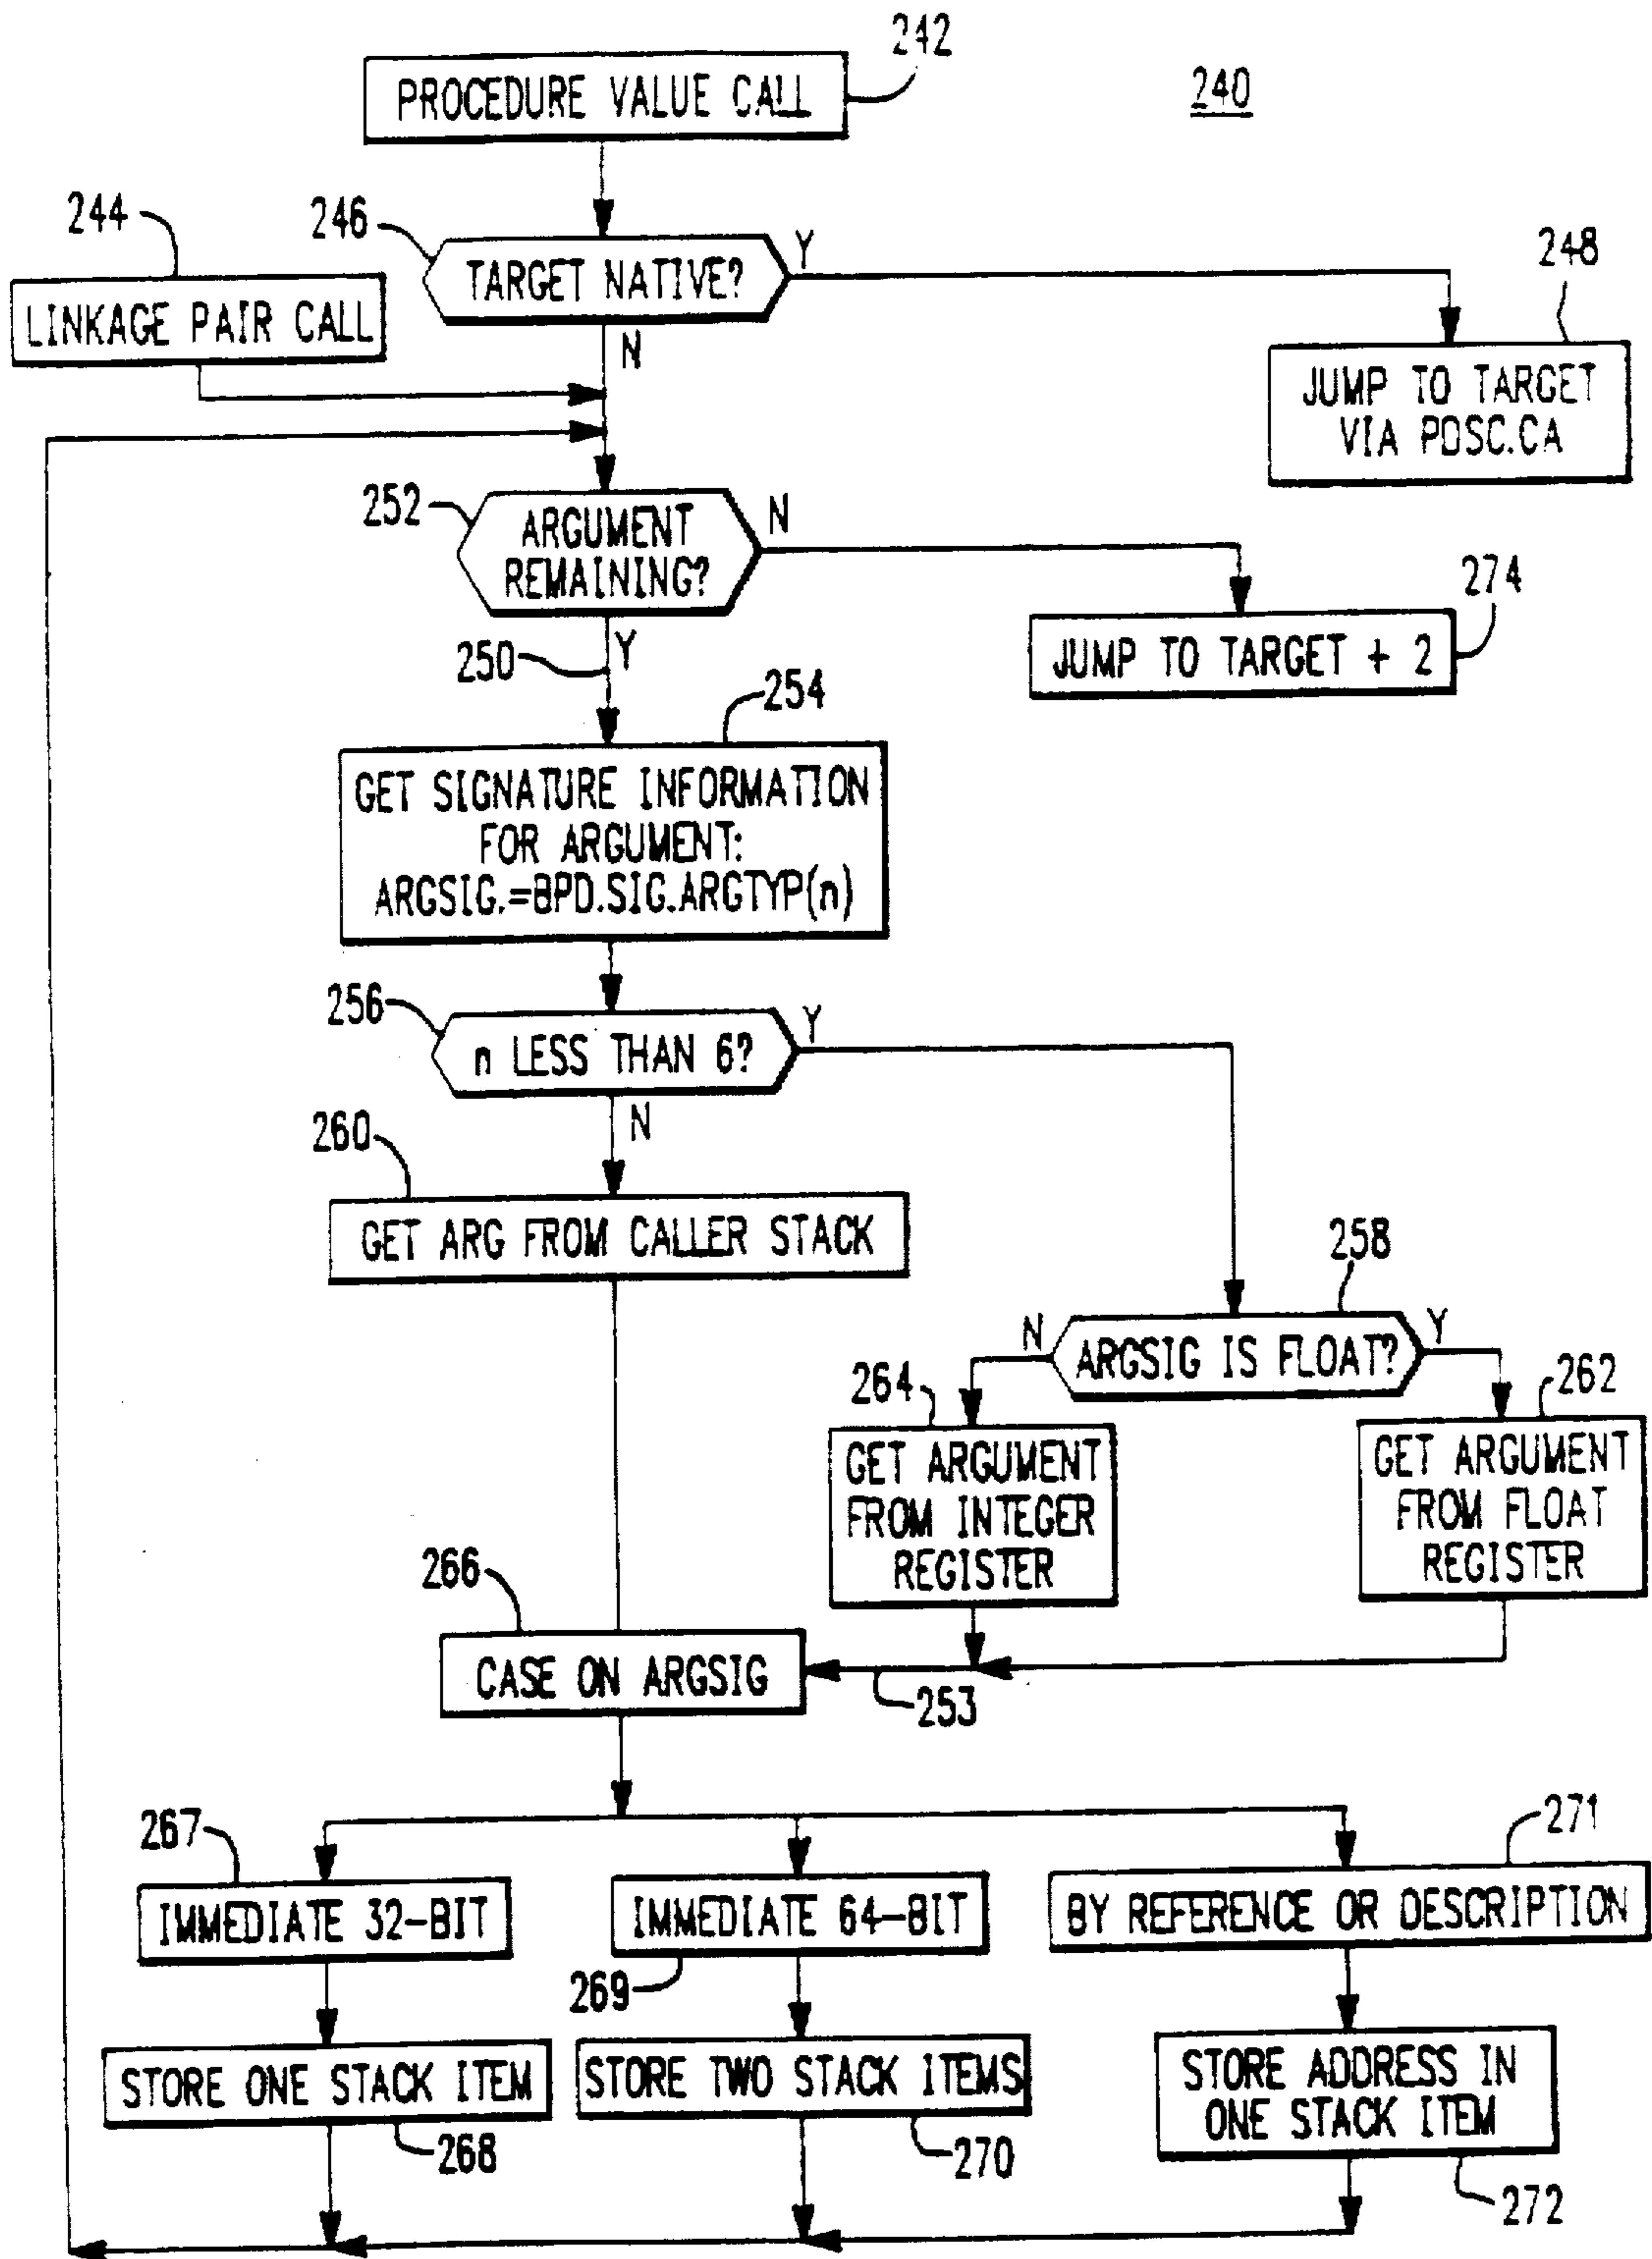 242
PROCEDURE VALUE CALL
240
244
246
TARGET NATIVE?
Y
248
LINKAGE PAIR CALL
N
JUMP TO TARGET
VIA PDSC.CA
252
ARGUMENT
REMAINING?
N
274
250
Y
JUMP TO TARGET + 2
254
GET SIGNATURE INFORMATION
FOR ARGUMENT:
ARGSIG.=BPD.SIG.ARGTYP(n)
256
n LESS THAN 6?
Y
260
N
GET ARG FROM CALLER STACK
258
N
ARGSIG IS FLOAT?
Y
264
262
GET ARGUMENT
FROM INTEGER
REGISTER
GET ARGUMENT
FROM FLOAT
REGISTER
266
CASE ON ARGSIG
253
267
271
IMMEDIATE 32-BIT
IMMEDIATE 64-BIT
BY REFERENCE OR DESCRIPTION
269
STORE ONE STACK ITEM
STORE TWO STACK ITEMS
STORE ADDRESS IN
ONE STACK ITEM
268
270
272